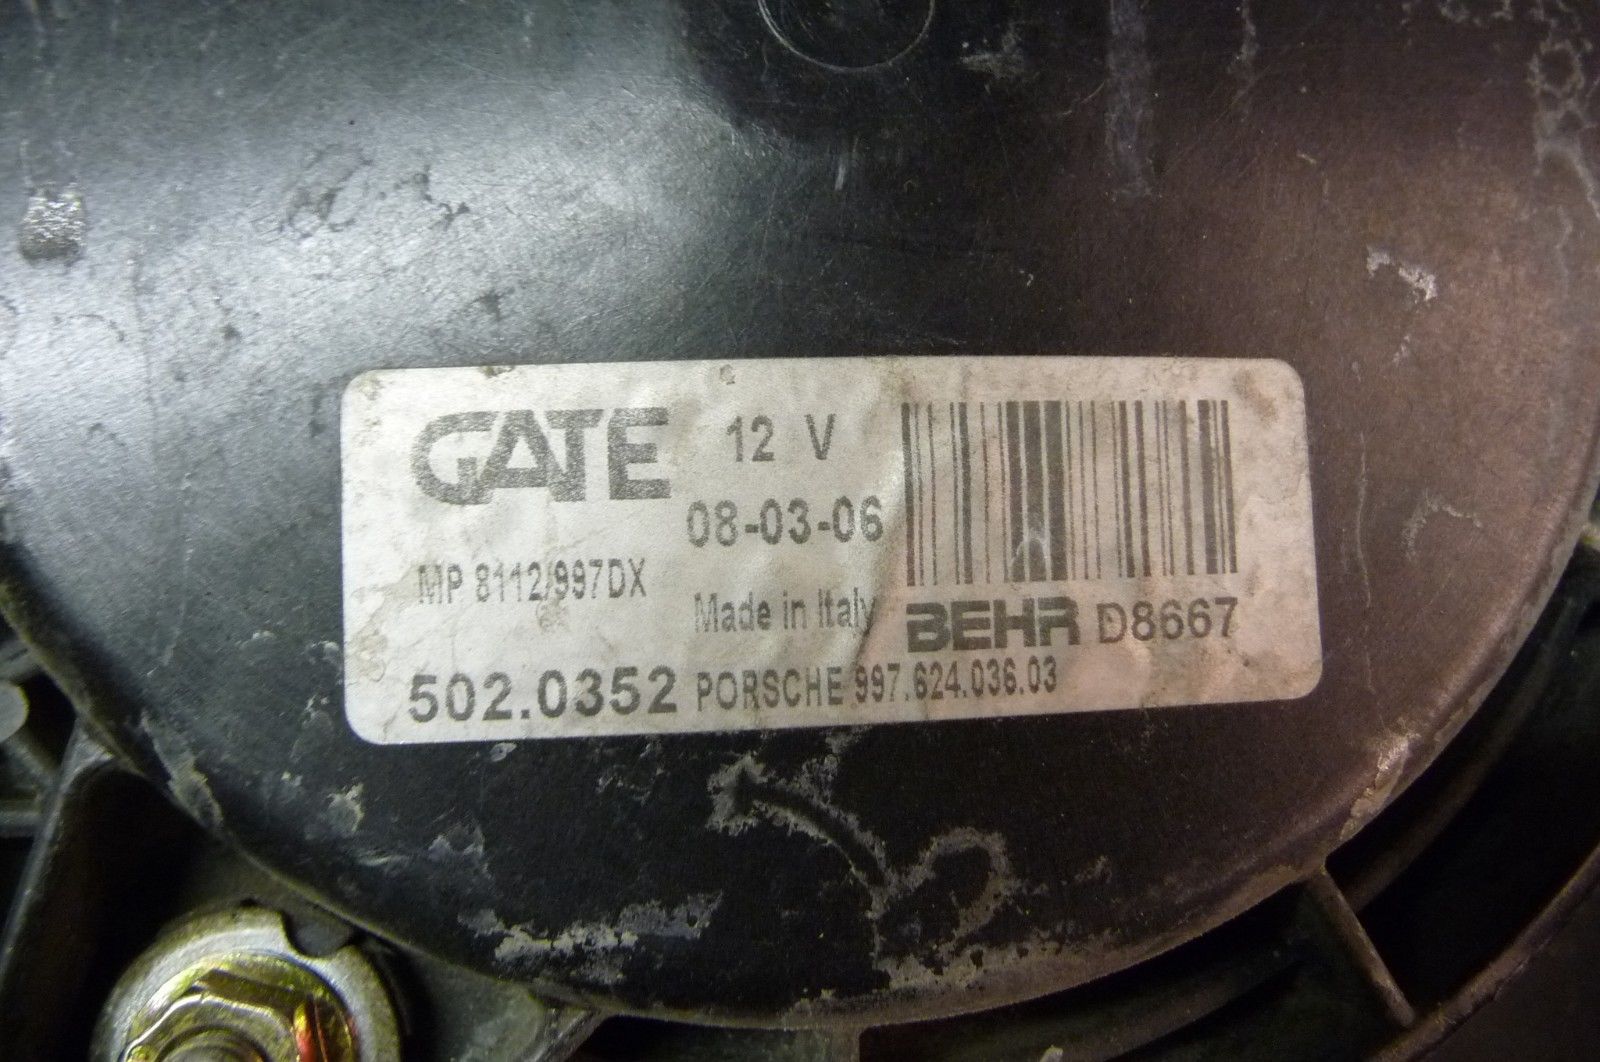 GATE
12 V
08-03-06
MP 8112/997DX
Made in Italy
BEHR D8667
502.0352 PORSCHE 997.624.036.03